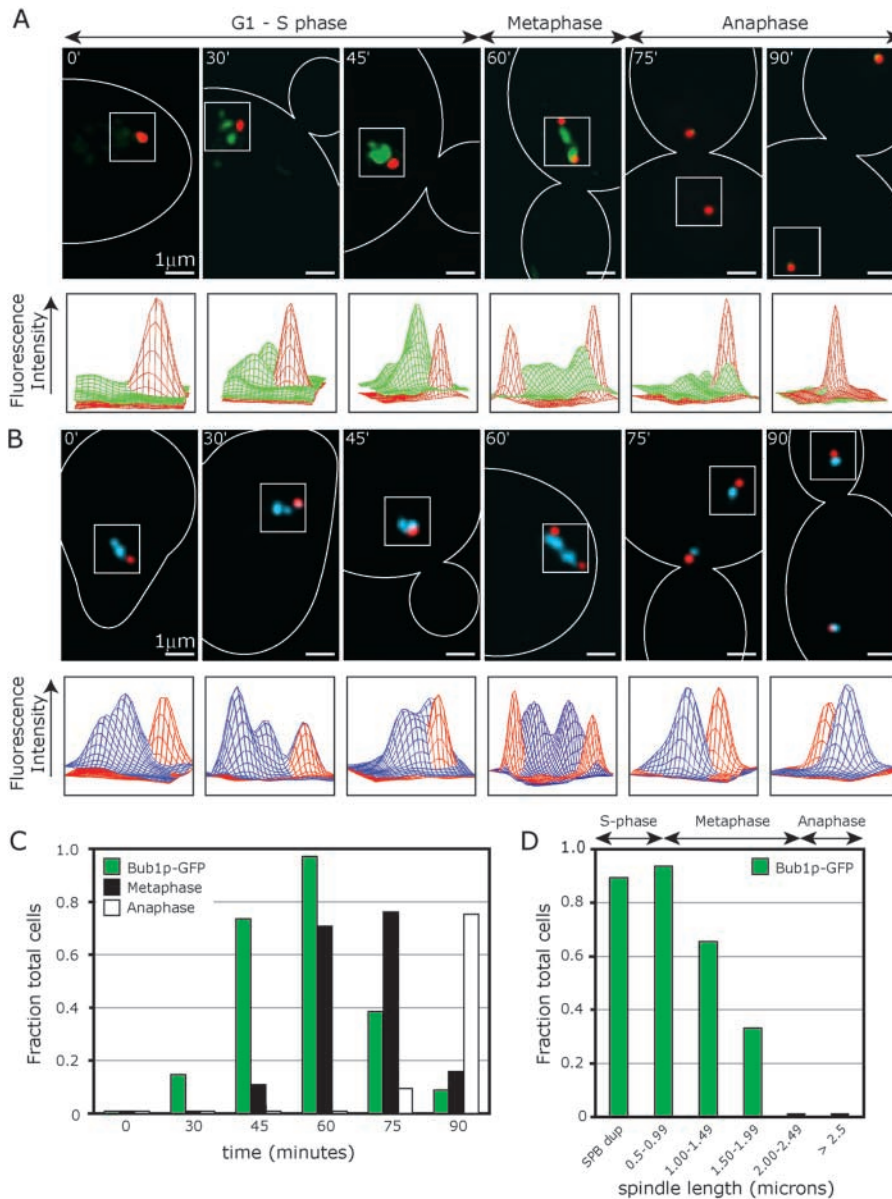 A
G1 - S phase
Metaphase
Anaphase
0'
30'
45'
60'
75'
90'
1μm
Fluorescence
Intensity
B
0'
30'
45'
60'
75'
90'
1μm
Fluorescence
Intensity
C
1.0
0.8
0.6
0.4
0.2
0
Fraction total cells
Bub1p-GFP
Metaphase
Anaphase
0
30
45
60
75
90
time (minutes)
D
S-phase
Metaphase
Anaphase
1.0
0.8
0.6
0.4
0.2
0
Fraction total cells
Bub1p-GFP
SPB dup
0.5-0.99
1.00-1.49
1.50-1.99
2.00-2.49
> 2.5
spindle length (microns)